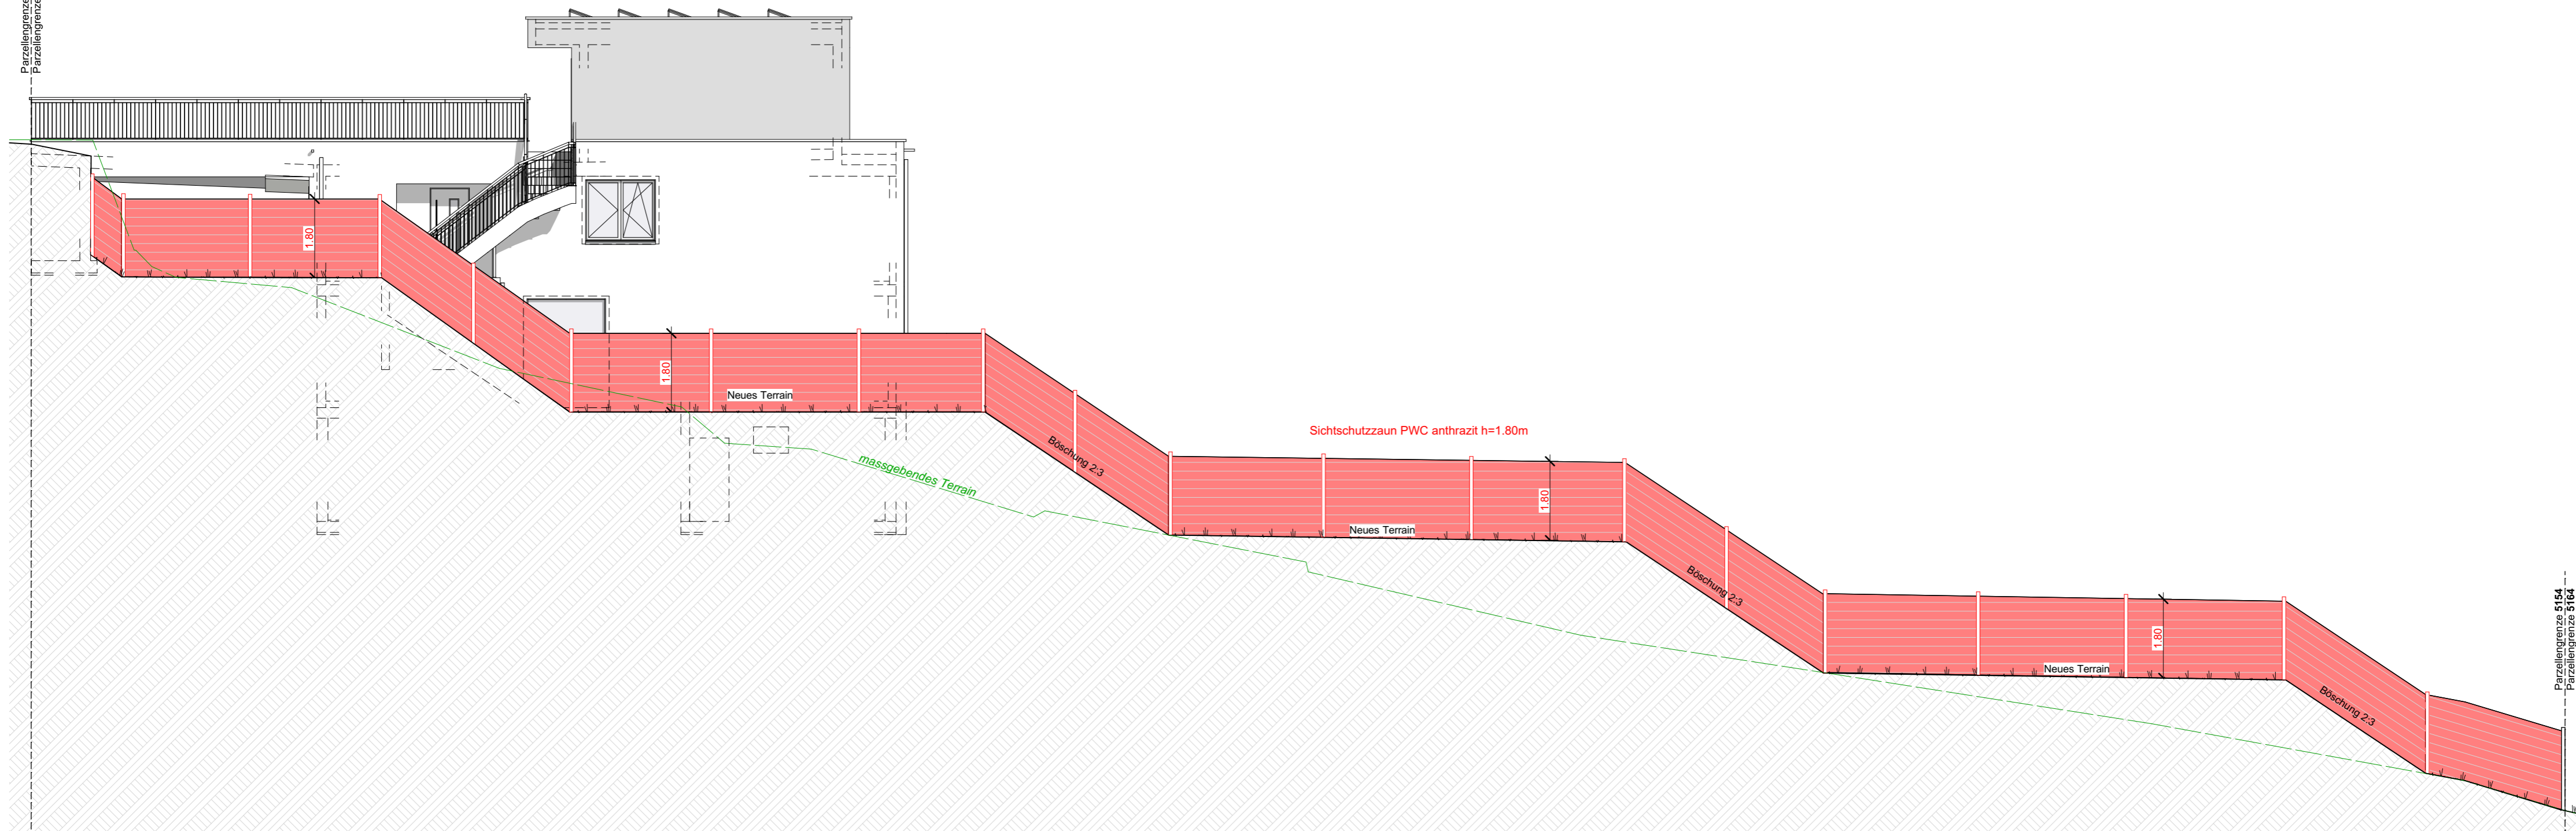 Parzellengrenze
Parzellengrenze
1.80
1.80
Neues Terrain
Böschung 2:3
massgebendes Terrain
Sichtschutzzaun PWC anthrazit h=1.80m
1.80
Neues Terrain
Böschung 2:3
1.80
Neues Terrain
Böschung 2:3
Parzellengrenze 5154
Parzellengrenze 5164